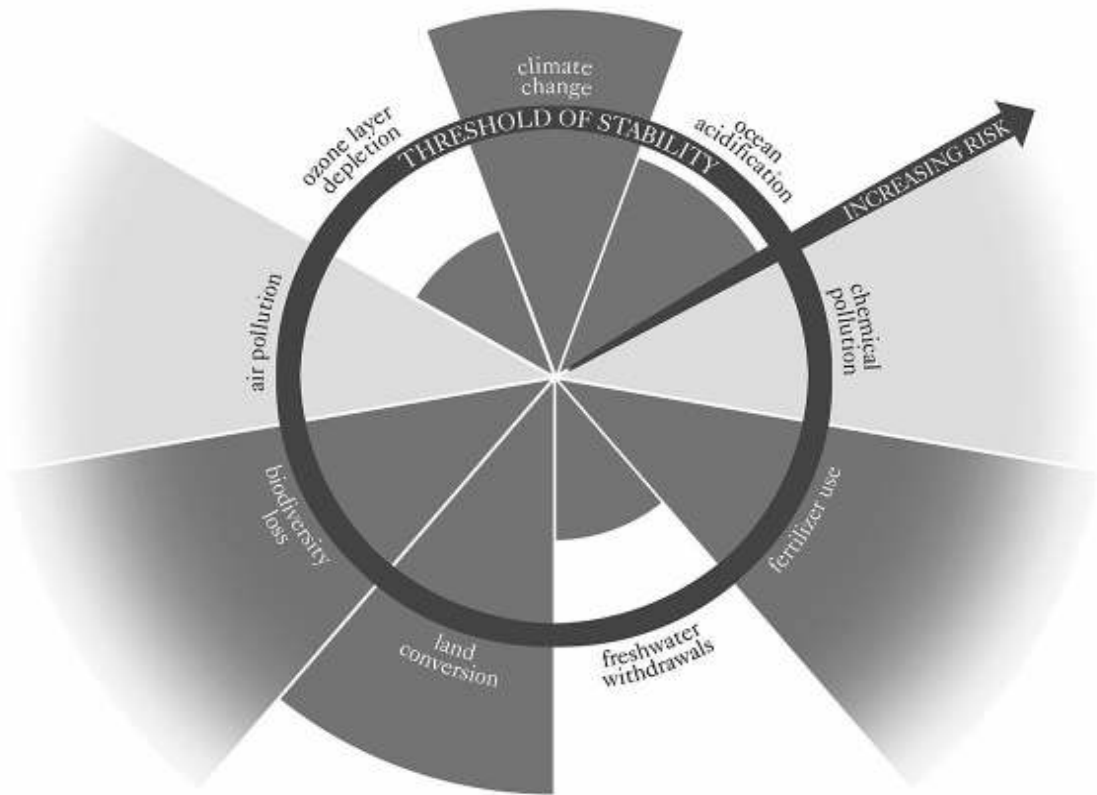 climate
change
THRESHOLD OF STABILITY
ozone layer
depletion
ocean
acidification
INCREASING RISK
air pollution
chemical
pollution
biodiversity
loss
fertilizer use
land
conversion
freshwater
withdrawals